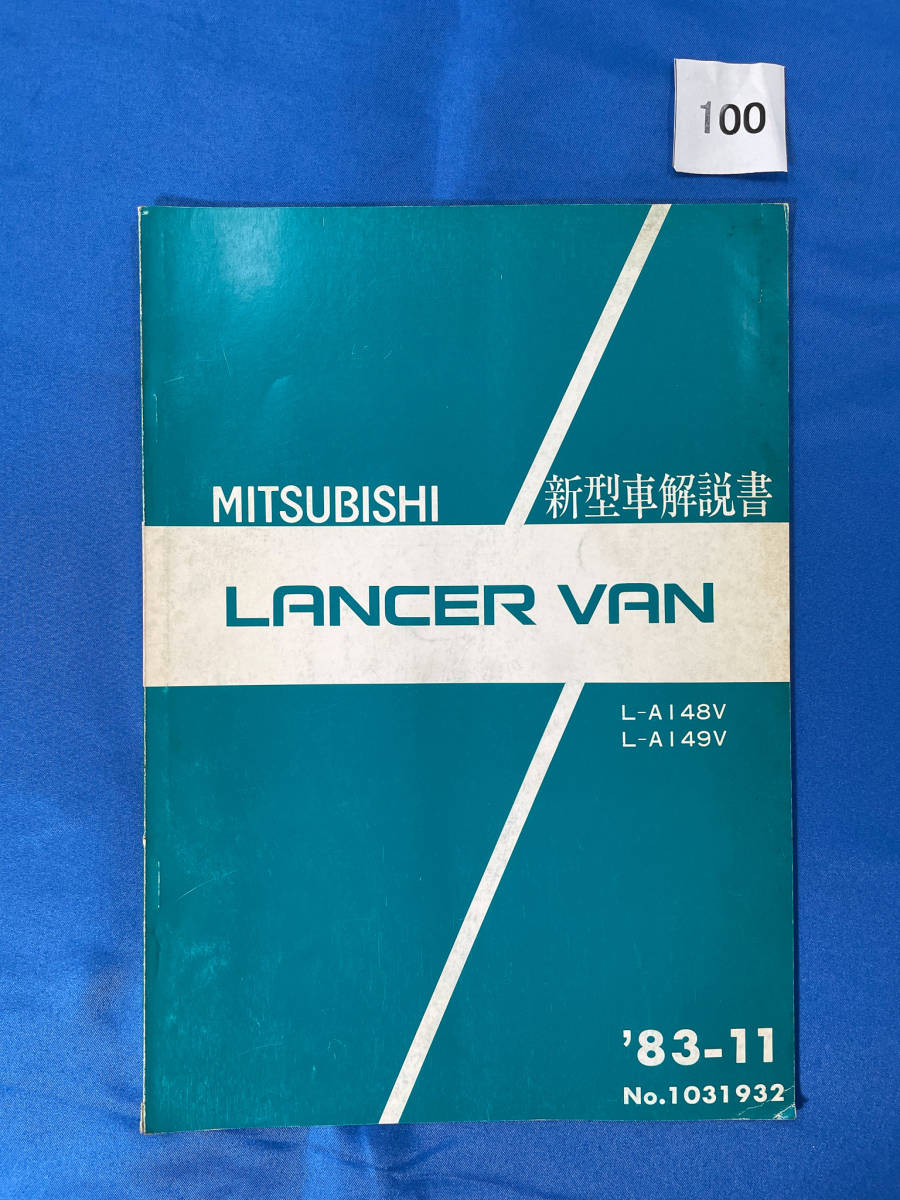 100
MITSUBISHI 新型車解説書
LANCER VAN
L-A148V
L-A149V
'83-11
No.1031932